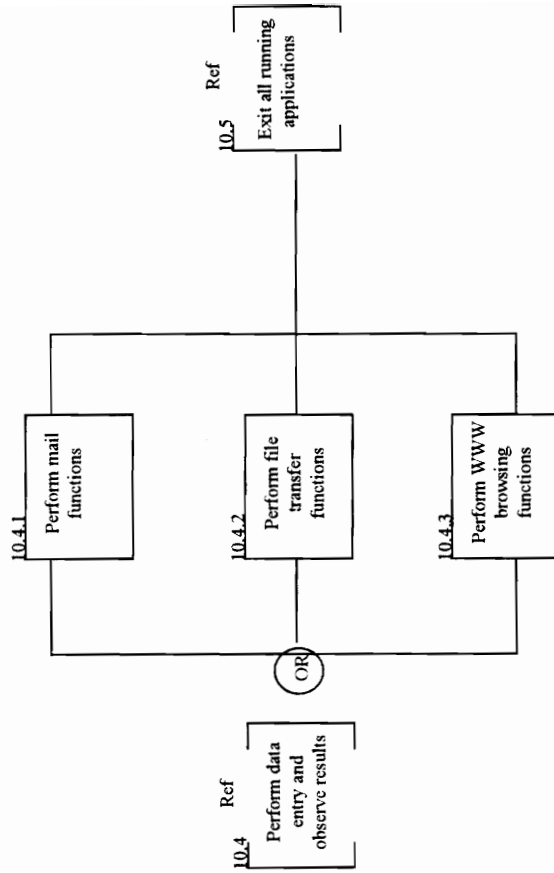 10.4 Ref
Perform data
entry and
observe results
OR
10.4.1
Perform mail
functions
10.4.2
Perform file
transfer
functions
10.4.3
Perform WWW
browsing
functions
10.5 Ref
Exit all running
applications